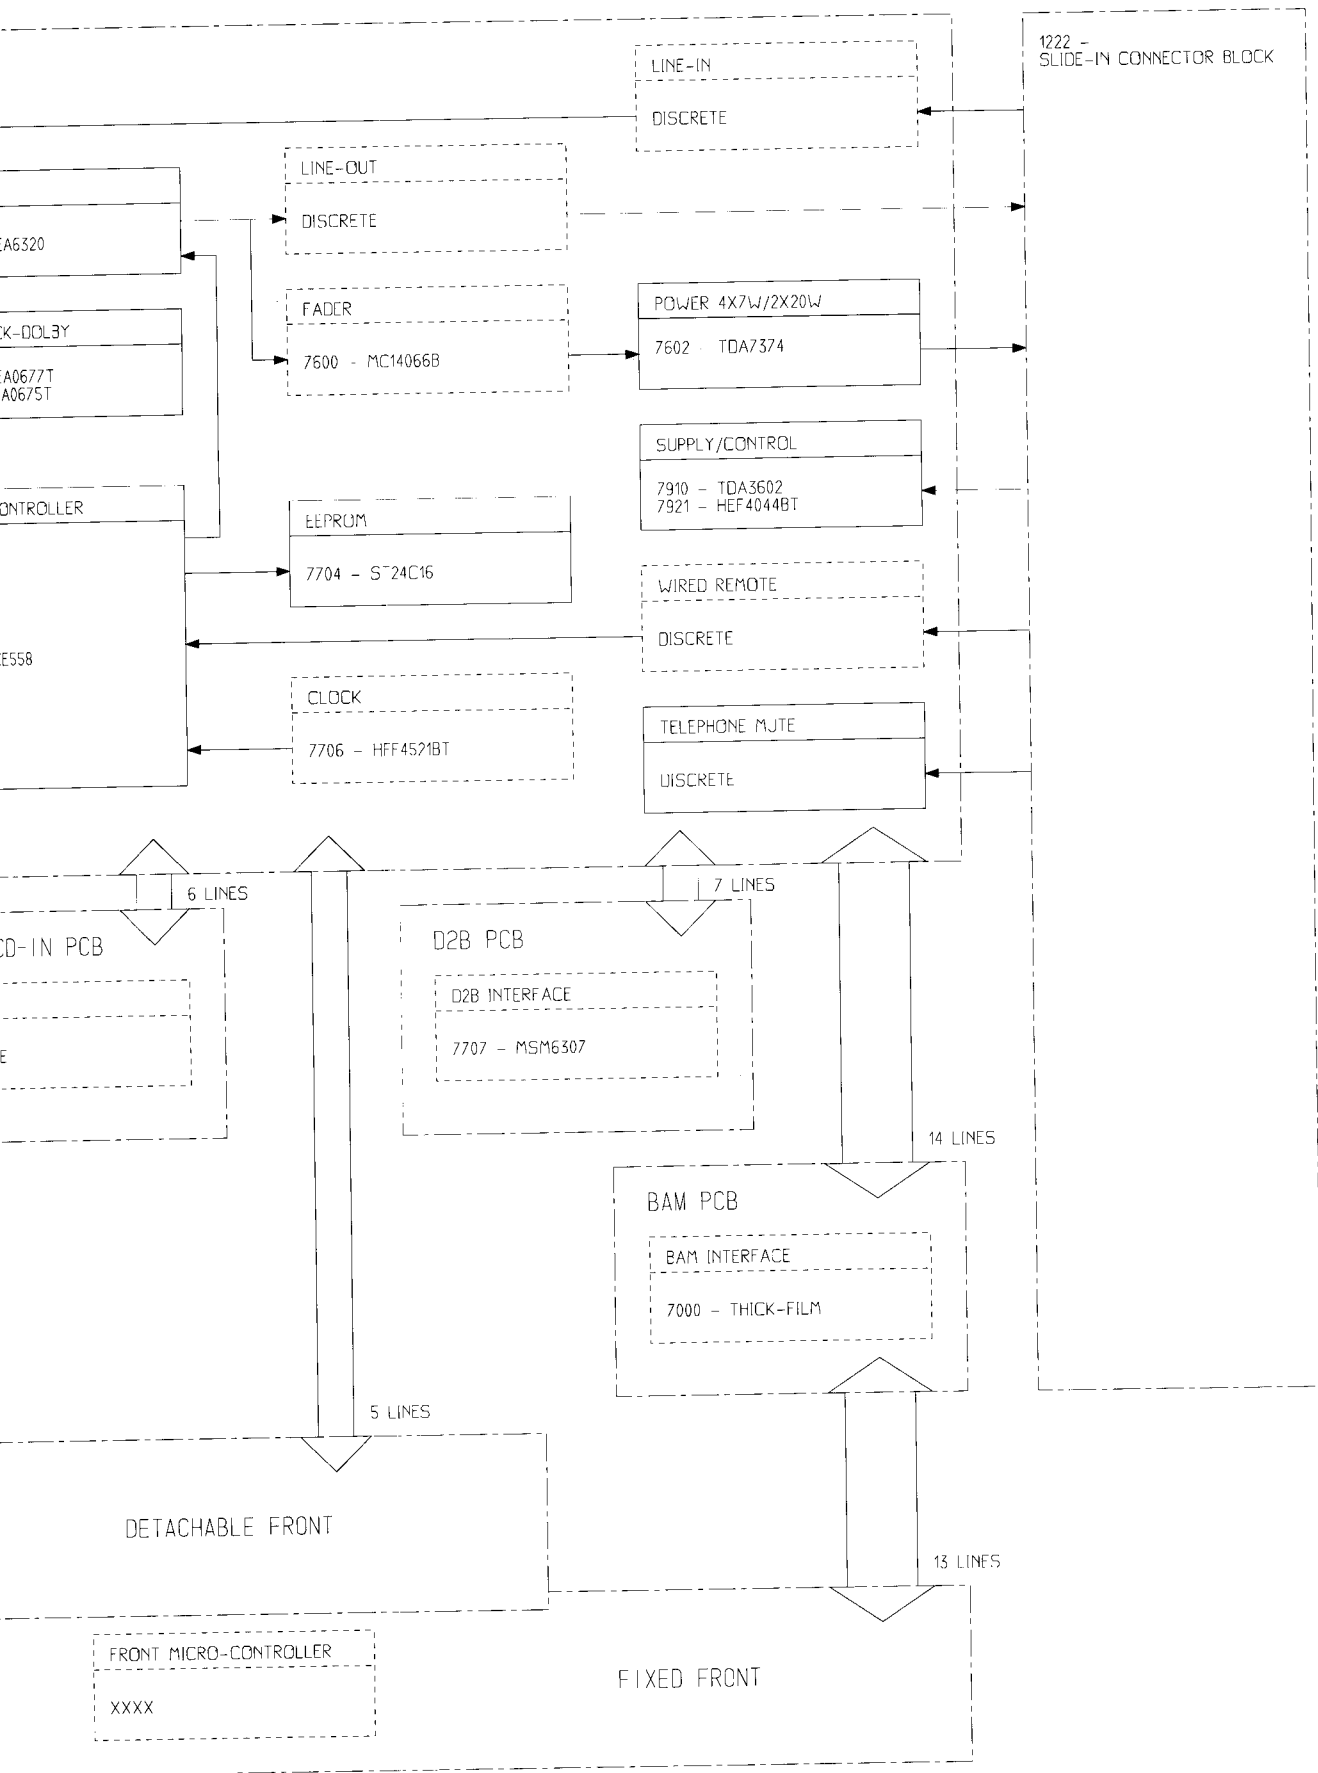 1222 -
SLIDE-IN CONNECTOR BLOCK
LINE-IN
DISCRETE
LINE-OUT
DISCRETE
EA6320
FADER
7600 - MC14066B
POWER 4X7W/2X20W
7602 - TDA7374
CK-DOLBY
EA0677T
A0675T
SUPPLY/CONTROL
7910 - TDA3602
7921 - HEF4044BT
ONTROLLER
EEPROM
7704 - ST24C16
WIRED REMOTE
DISCRETE
E558
CLOCK
7706 - HEF4521BT
TELEPHONE MUTE
DISCRETE
6 LINES
7 LINES
CD-IN PCB
E
D2B PCB
D2B INTERFACE
7707 - MSM6307
14 LINES
BAM PCB
BAM INTERFACE
7000 - THICK-FILM
5 LINES
DETACHABLE FRONT
13 LINES
FRONT MICRO-CONTROLLER
XXXX
FIXED FRONT